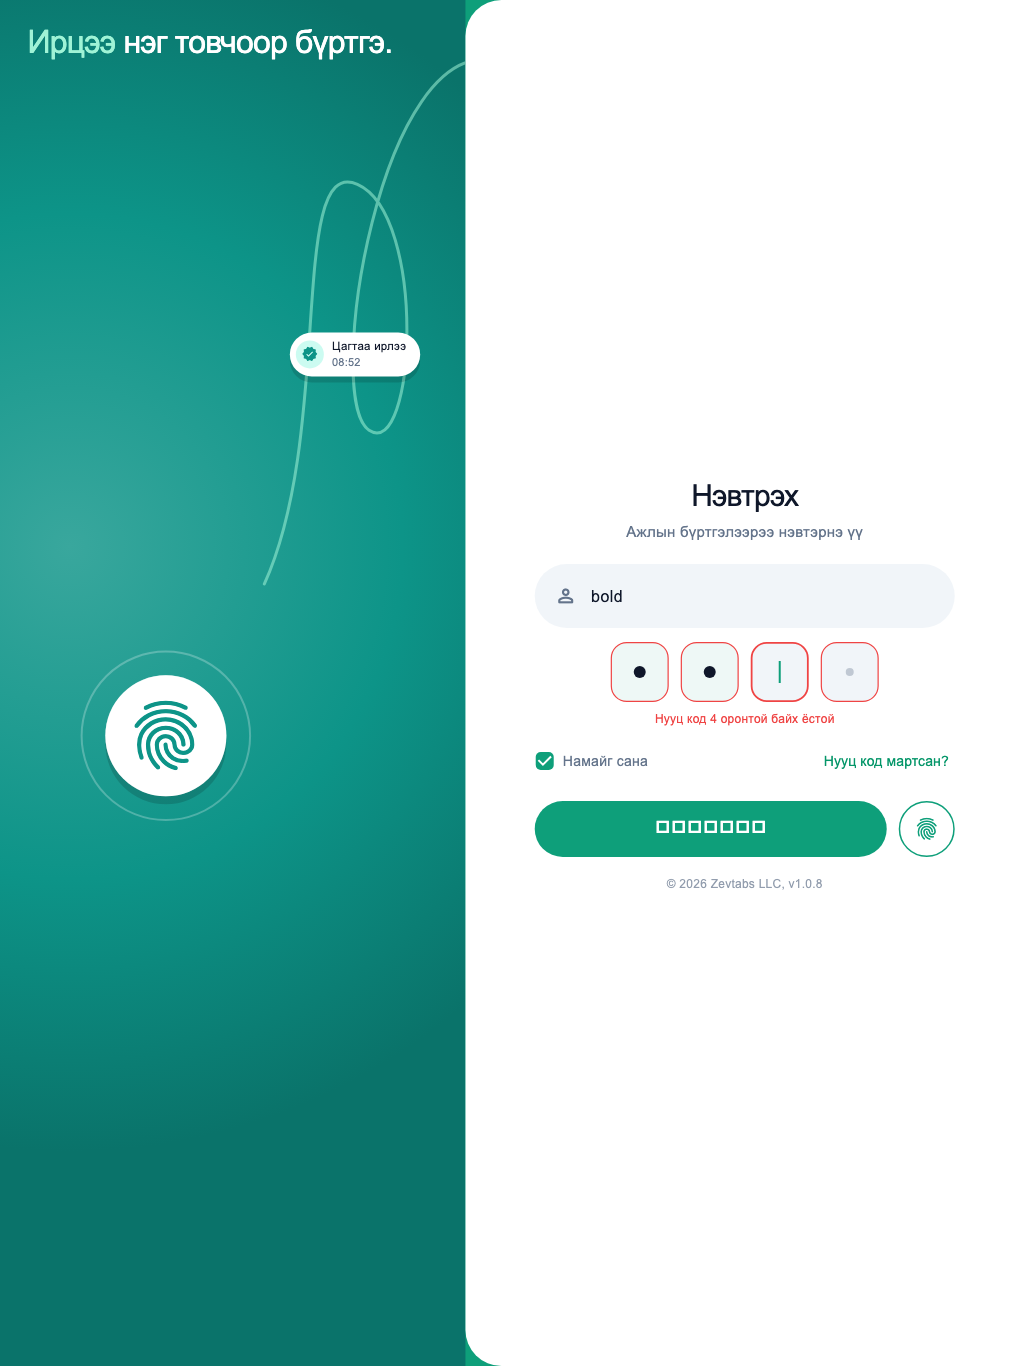 Ирцээ нэг товчоор бүртгэ.
Цагтаа ирлээ
08:52
Нэвтрэх
Ажлын бүртгэлээрээ нэвтэрнэ үү
bold
Нууц код 4 оронтой байх ёстой
Намайг сана
Нууц код мартсан?
© 2026 Zevtabs LLC, v1.0.8